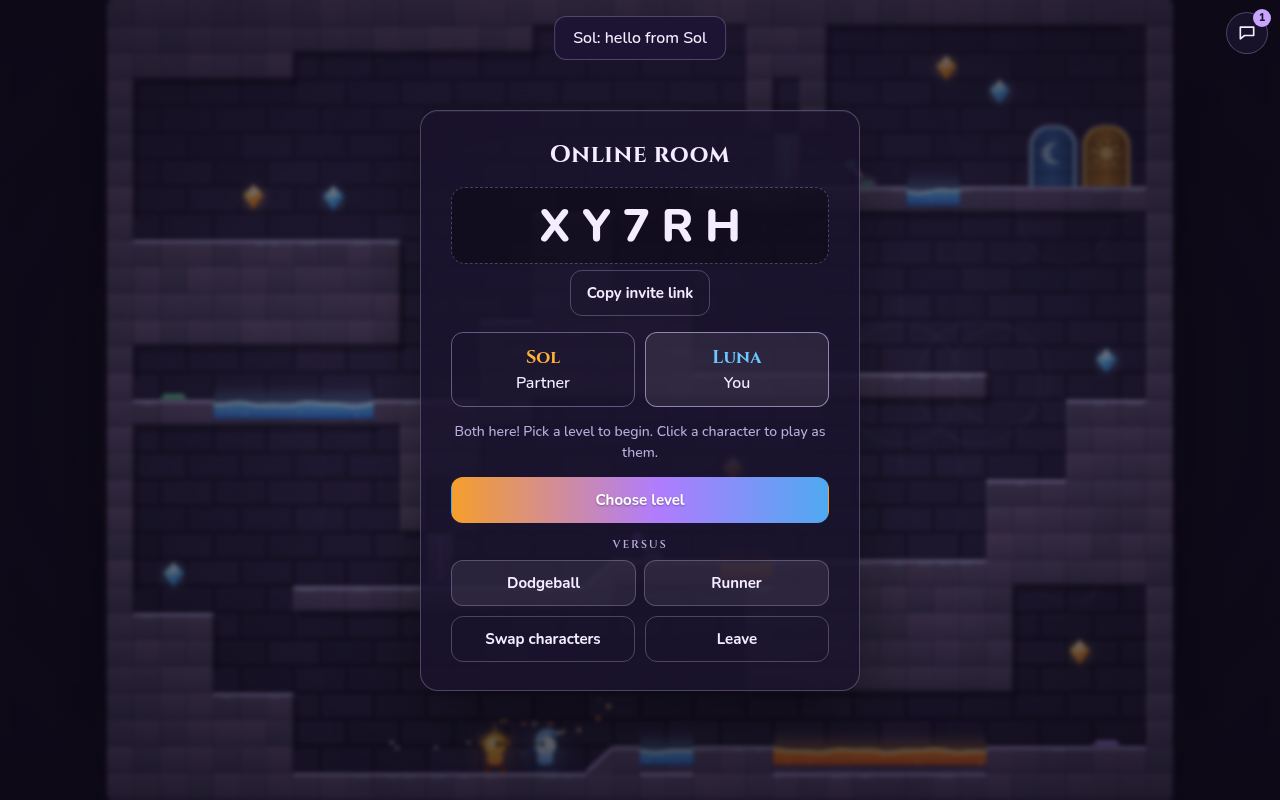 Sol: hello from Sol
1
Online room
XY7RH
Copy invite link
Sol
Partner
Luna
You
Both here! Pick a level to begin. Click a character to play as
them.
Choose level
VERSUS
Dodgeball
Runner
Swap characters
Leave